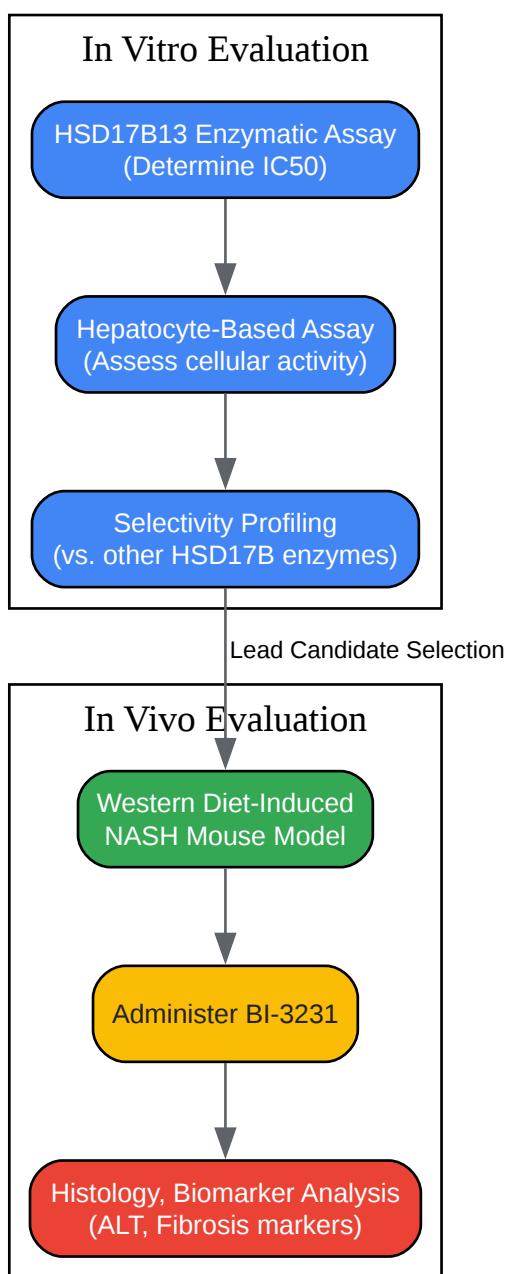 In Vitro Evaluation
HSD17B13 Enzymatic Assay
(Determine IC50)
Hepatocyte-Based Assay
(Assess cellular activity)
Selectivity Profiling
(vs. other HSD17B enzymes)
Lead Candidate Selection
In Vivo Evaluation
Western Diet-Induced
NASH Mouse Model
Administer BI-3231
Histology, Biomarker Analysis
(ALT, Fibrosis markers)